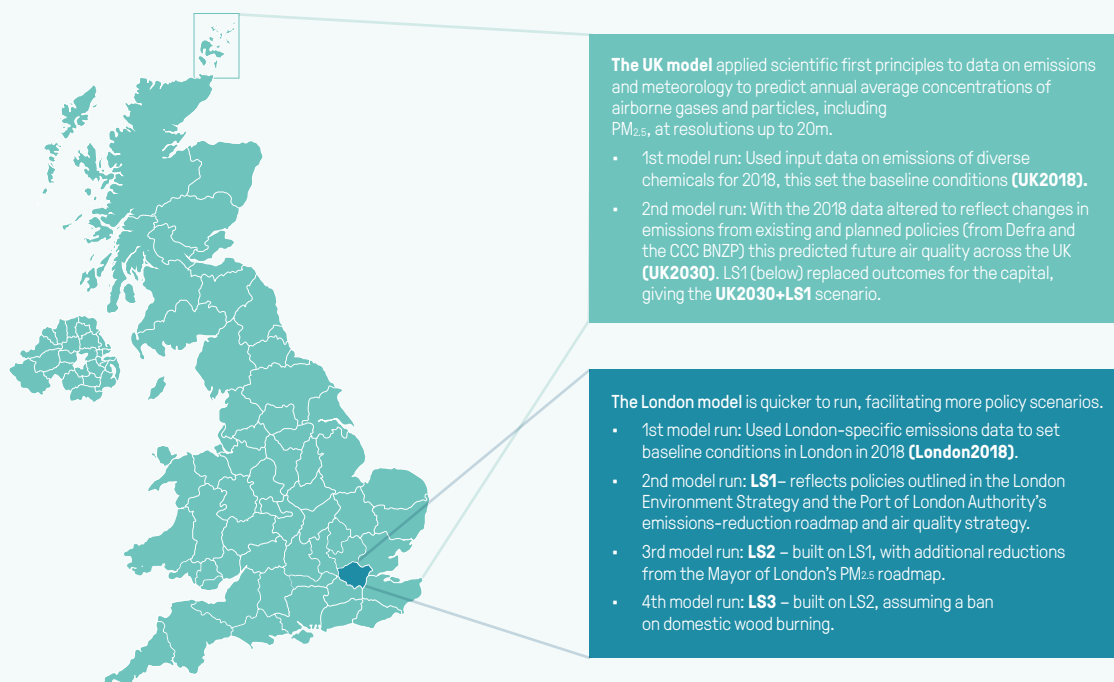 The UK model applied scientific first principles to data on emissions
and meteorology to predict annual average concentrations of
airborne gases and particles, including
PM2.5, at resolutions up to 20m.
• 1st model run: Used input data on emissions of diverse
chemicals for 2018, this set the baseline conditions (UK2018).
• 2nd model run: With the 2018 data altered to reflect changes in
emissions from existing and planned policies (from Defra and
the CCC BNZP) this predicted future air quality across the UK
(UK2030). LS1 (below) replaced outcomes for the capital,
giving the UK2030+LS1 scenario.
The London model is quicker to run, facilitating more policy scenarios.
• 1st model run: Used London-specific emissions data to set
baseline conditions in London in 2018 (London2018).
• 2nd model run: LS1– reflects policies outlined in the London
Environment Strategy and the Port of London Authority's
emissions-reduction roadmap and air quality strategy.
• 3rd model run: LS2 – built on LS1, with additional reductions
from the Mayor of London's PM2.5 roadmap.
• 4th model run: LS3 – built on LS2, assuming a ban
on domestic wood burning.